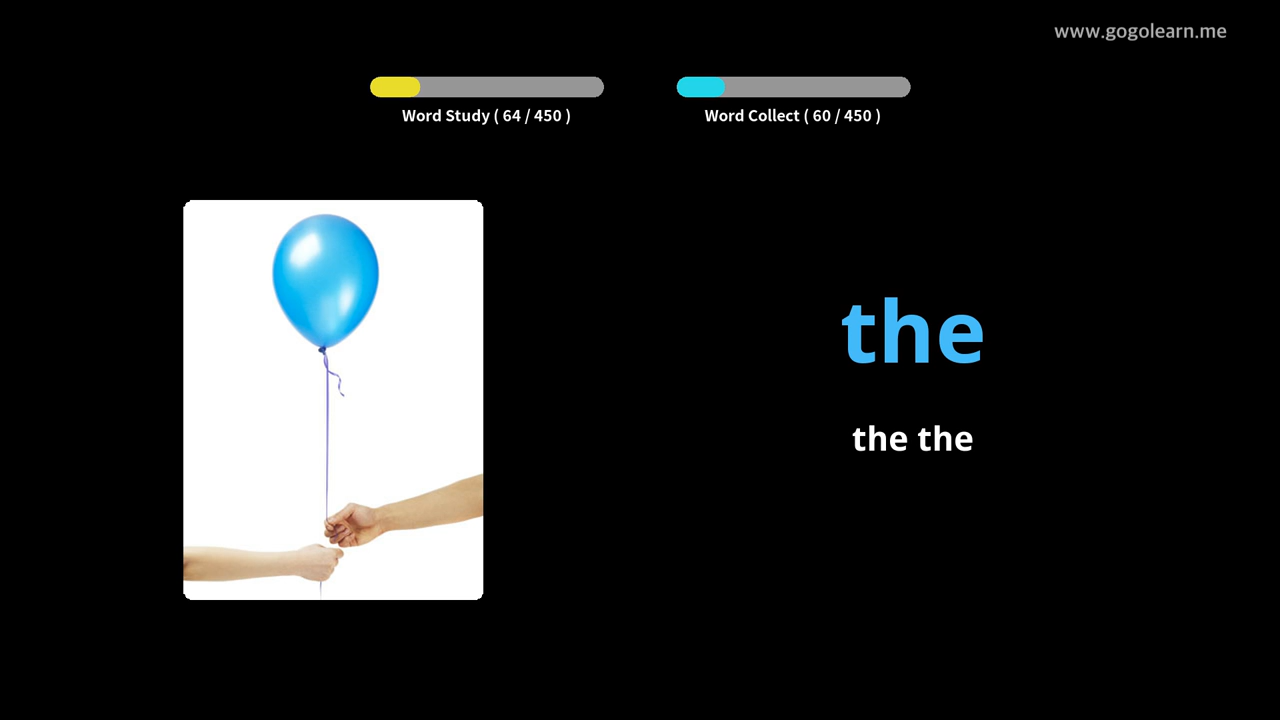 www.gogolearn.me
Word Study ( 64 / 450 )
Word Collect ( 60 / 450 )
the
the the